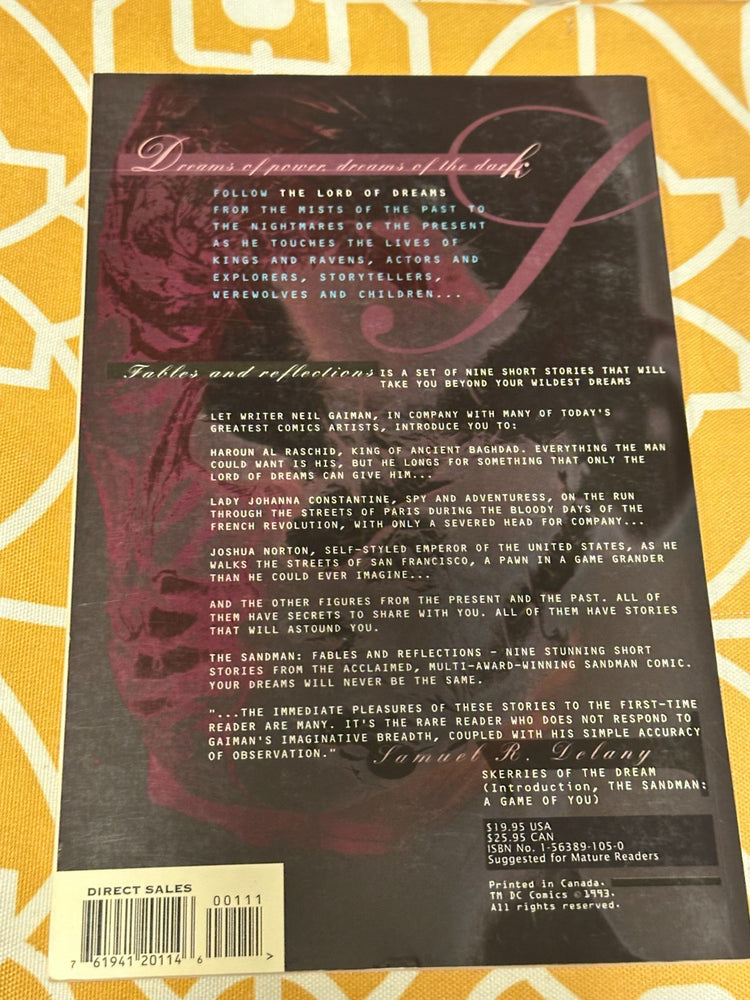 Dreams of power, dreams of the dark
FOLLOW THE LORD OF DREAMS
FROM THE MISTS OF THE PAST TO
THE NIGHTMARES OF THE PRESENT
AS HE TOUCHES THE LIVES OF
KINGS AND RAVENS, ACTORS AND
EXPLORERS, STORYTELLERS,
WEREWOLVES AND CHILDREN...
Fables and reflections IS A SET OF NINE SHORT STORIES THAT WILL
TAKE YOU BEYOND YOUR WILDEST DREAMS
LET WRITER NEIL GAIMAN, IN COMPANY WITH MANY OF TODAY'S
GREATEST COMICS ARTISTS, INTRODUCE YOU TO:
HAROUN AL RASCHID, KING OF ANCIENT BAGHDAD. EVERYTHING THE MAN
COULD WANT IS HIS, BUT HE LONGS FOR SOMETHING THAT ONLY THE
LORD OF DREAMS CAN GIVE HIM...
LADY JOHANNA CONSTANTINE, SPY AND ADVENTURESS, ON THE RUN
THROUGH THE STREETS OF PARIS DURING THE BLOODY DAYS OF THE
FRENCH REVOLUTION, WITH ONLY A SEVERED HEAD FOR COMPANY...
JOSHUA NORTON, SELF-STYLED EMPEROR OF THE UNITED STATES, AS HE
WALKS THE STREETS OF SAN FRANCISCO, A PAWN IN A GAME GRANDER
THAN HE COULD EVER IMAGINE...
AND THE OTHER FIGURES FROM THE PRESENT AND THE PAST. ALL OF
THEM HAVE SECRETS TO SHARE WITH YOU. ALL OF THEM HAVE STORIES
THAT WILL ASTOUND YOU.
THE SANDMAN: FABLES AND REFLECTIONS - NINE STUNNING SHORT
STORIES FROM THE ACCLAIMED, MULTI-AWARD-WINNING SANDMAN COMIC.
YOUR DREAMS WILL NEVER BE THE SAME.
"...THE IMMEDIATE PLEASURES OF THESE STORIES TO THE FIRST-TIME
READER ARE MANY. IT'S THE RARE READER WHO DOES NOT RESPOND TO
GAIMAN'S IMAGINATIVE BREADTH, COUPLED WITH HIS SIMPLE ACCURACY
OF OBSERVATION." Samuel R. Delany
SKERRIES OF THE DREAM
(Introduction, THE SANDMAN:
A GAME OF YOU)
$19.95 USA
$25.95 CAN
ISBN No. 1-56389-105-0
Suggested for Mature Readers
Printed in Canada.
TM DC Comics ©1993.
All rights reserved.
DIRECT SALES
00111
7 61941 20114 6 >